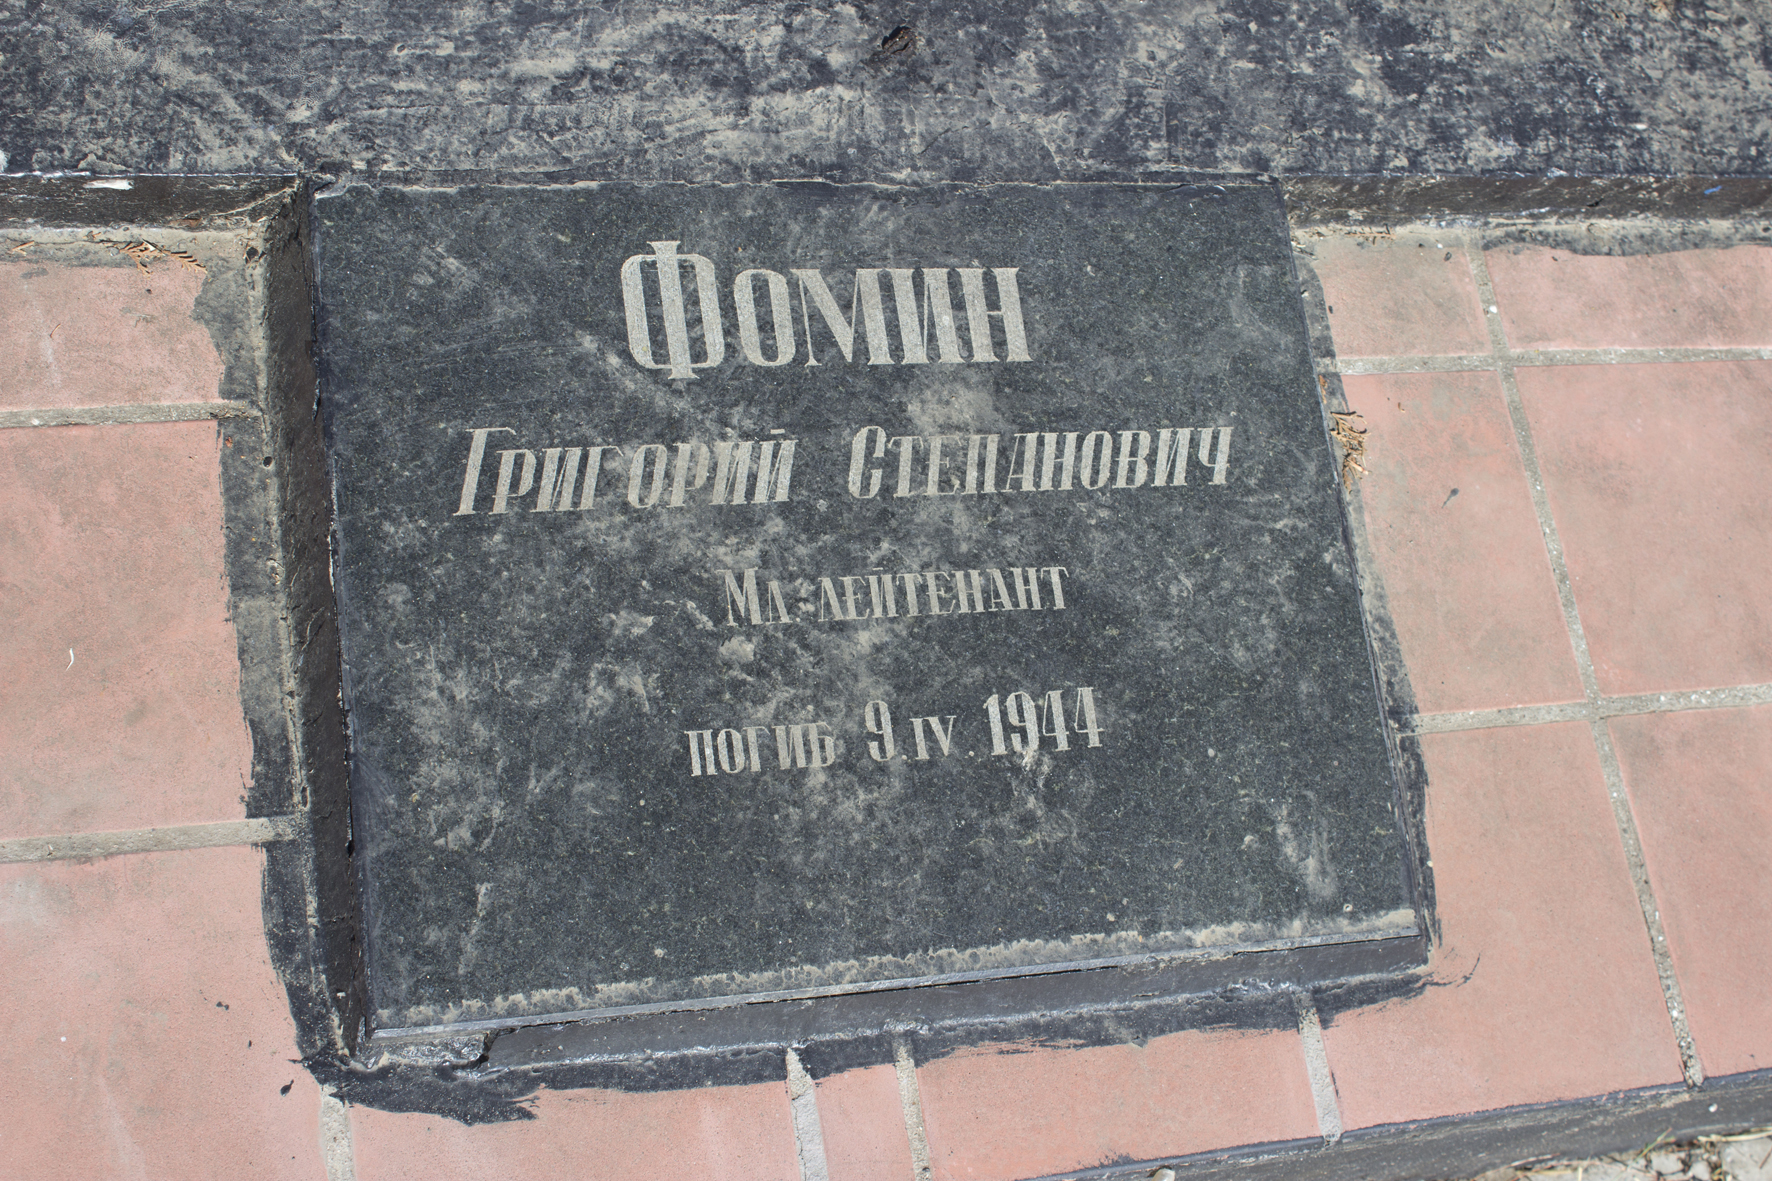 Фомин
Григорий Степанович
Мл. лейтенант
погиб 9.IV.1944